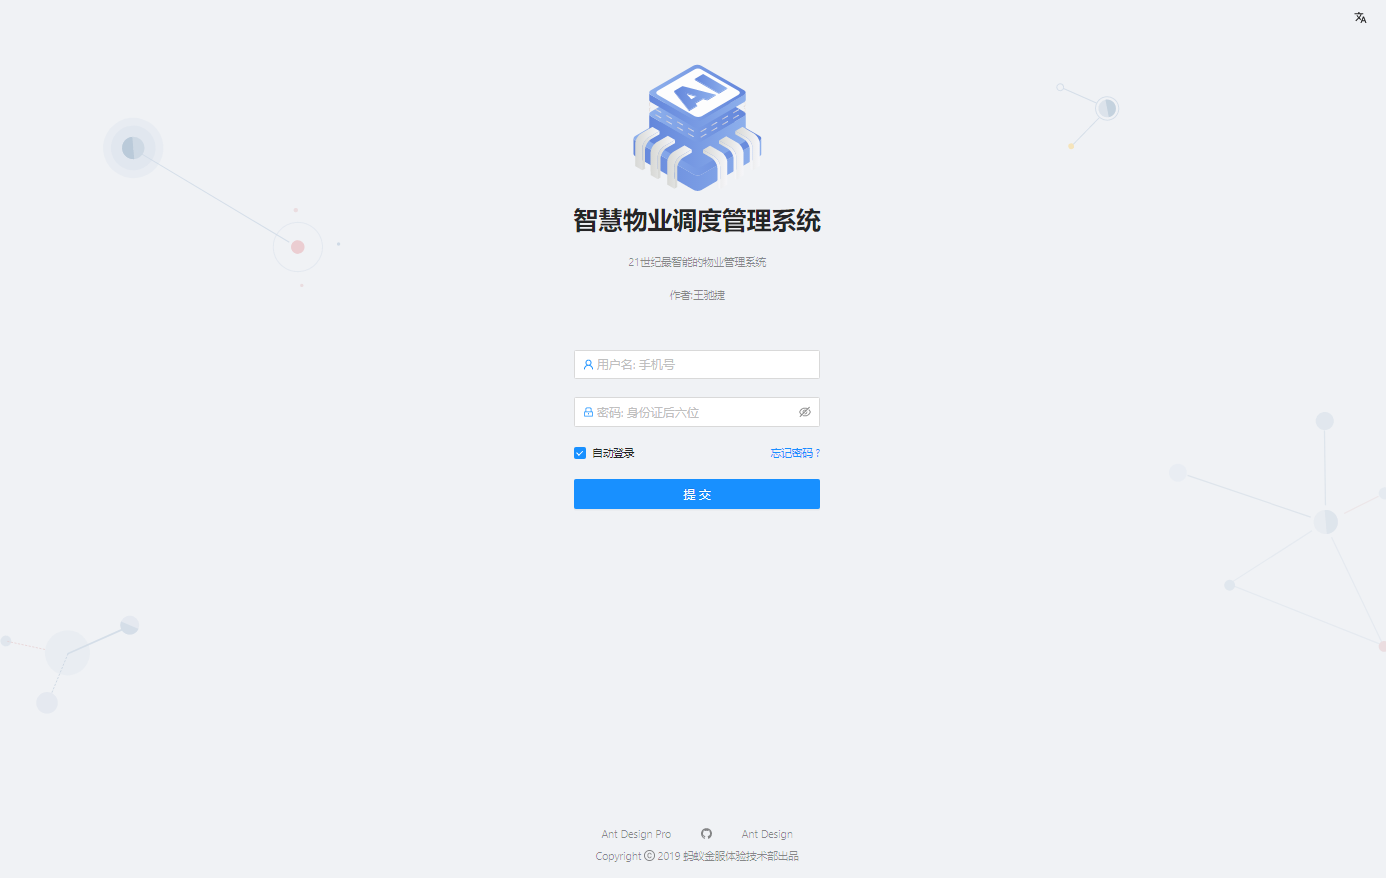 AI
智慧物业调度管理系统
21世纪最智能的物业管理系统
作者:王驰捷
用户名: 手机号
密码: 身份证后六位
自动登录 忘记密码 ?
提 交
Ant Design Pro Ant Design
Copyright © 2019 蚂蚁金服体验技术部出品